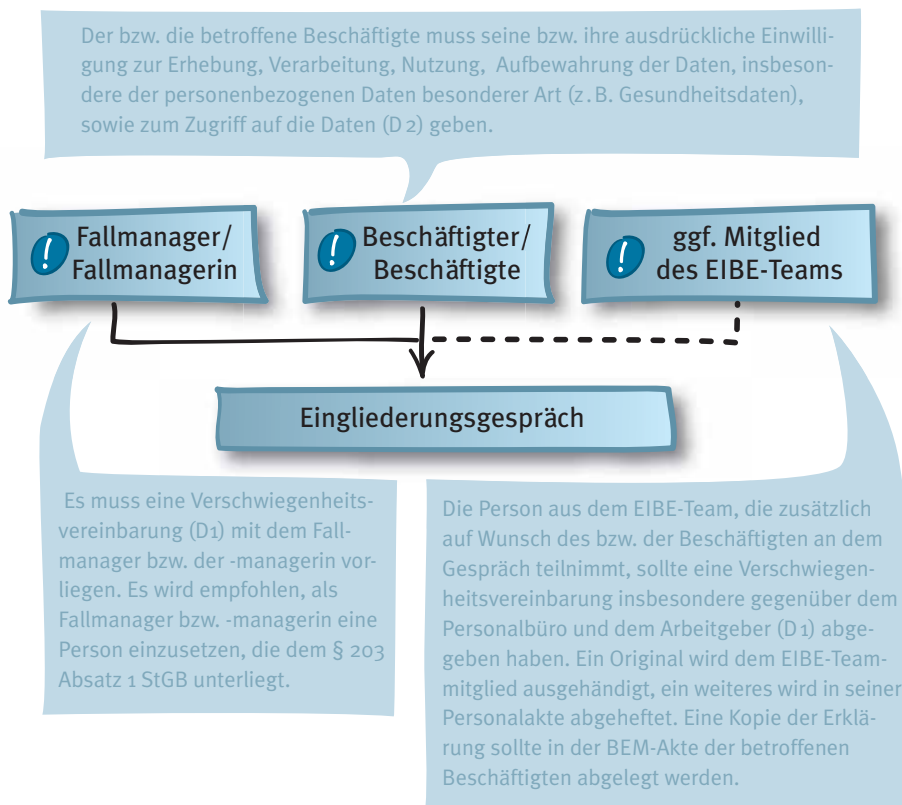 Der bzw. die betroffene Beschäftigte muss seine bzw. ihre ausdrückliche Einwilli-
gung zur Erhebung, Verarbeitung, Nutzung, Aufbewahrung der Daten, insbeson-
dere der personenbezogenen Daten besonderer Art (z. B. Gesundheitsdaten),
sowie zum Zugriff auf die Daten (D 2) geben.
! Fallmanager/
Fallmanagerin
! Beschäftigter/
Beschäftigte
! ggf. Mitglied
des EIBE-Teams
Eingliederungsgespräch
Es muss eine Verschwiegenheits-
vereinbarung (D1) mit dem Fall-
manager bzw. der -managerin vor-
liegen. Es wird empfohlen, als
Fallmanager bzw. -managerin eine
Person einzusetzen, die dem § 203
Absatz 1 StGB unterliegt.
Die Person aus dem EIBE-Team, die zusätzlich
auf Wunsch des bzw. der Beschäftigten an dem
Gespräch teilnimmt, sollte eine Verschwiegen-
heitsvereinbarung insbesondere gegenüber dem
Personalbüro und dem Arbeitgeber (D 1) abge-
geben haben. Ein Original wird dem EIBE-Team-
mitglied ausgehändigt, ein weiteres wird in seiner
Personalakte abgeheftet. Eine Kopie der Erklä-
rung sollte in der BEM-Akte der betroffenen
Beschäftigten abgelegt werden.